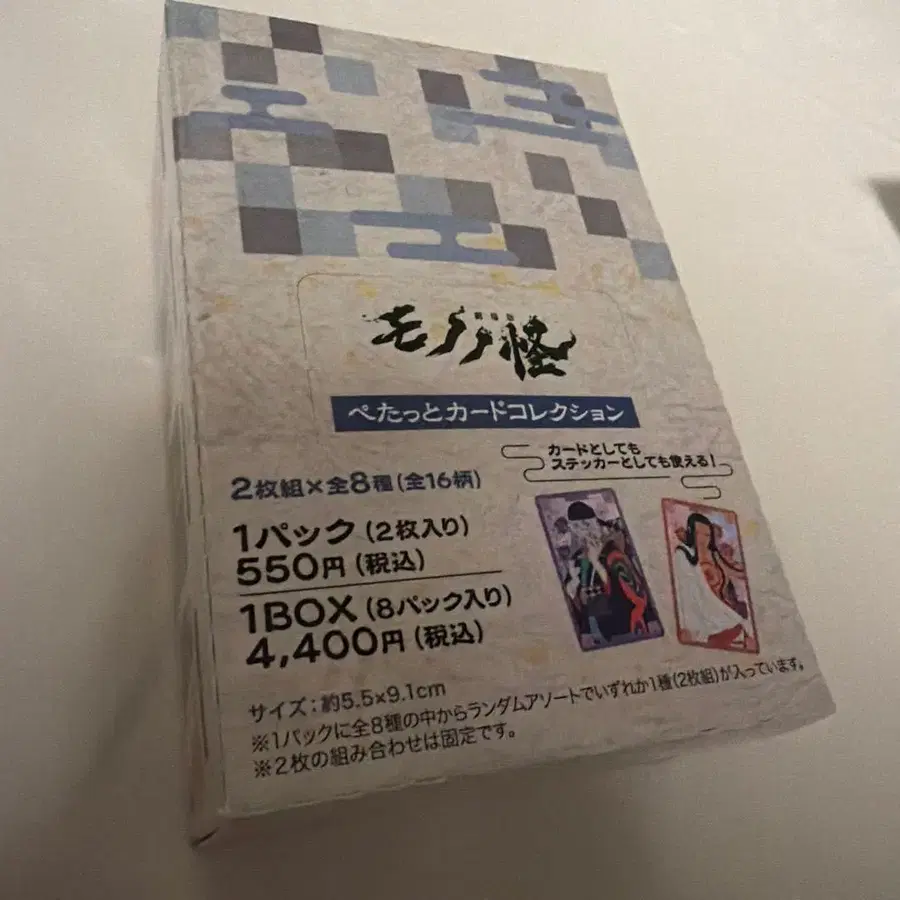 劇場版
モノノ怪
ぺたっとカードコレクション
カードとしても
ステッカーとしても使える!
2枚組×全8種(全16柄)
1パック(2枚入り)
550円(税込)
1BOX(8パック入り)
4,400円(税込)
サイズ:約5.5×9.1cm
※1パックに全8種の中からランダムアソートでいずれか1種(2枚組)が入っています。
※2枚の組み合わせは固定です。